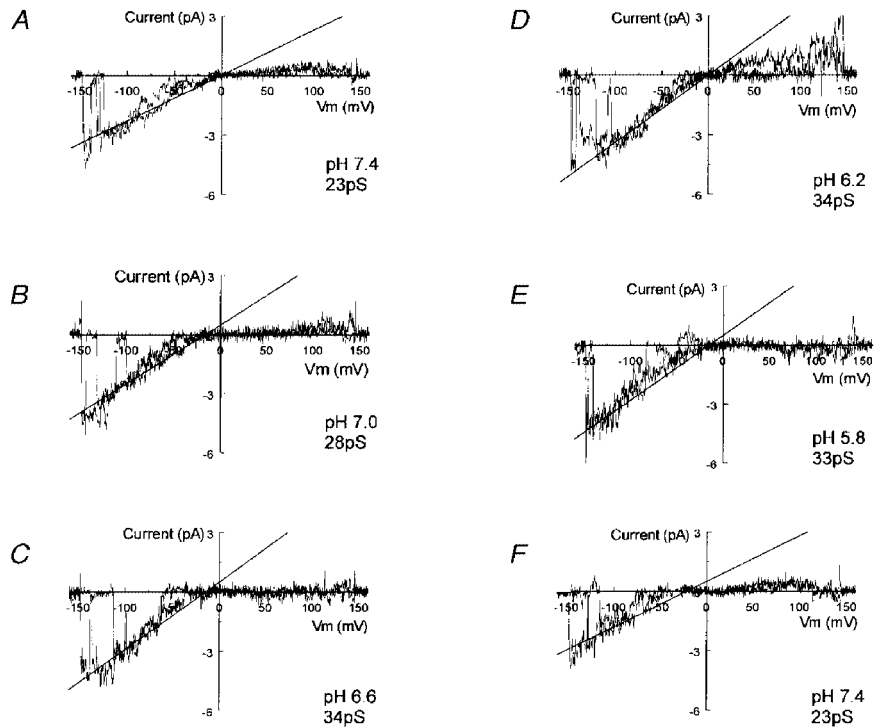 A
Current (pA)
3
-150 -100 -50 0 50 100 150
Vm (mV)
-3
-6
pH 7.4
23pS
B
Current (pA)
3
-150 -100 -50 0 50 100 150
Vm (mV)
-3
-6
pH 7.0
28pS
C
Current (pA)
3
-150 -100 -50 0 50 100 150
Vm (mV)
-3
-6
pH 6.6
34pS
D
Current (pA)
3
-150 -100 -50 0 50 100 150
Vm (mV)
-3
-6
pH 6.2
34pS
E
Current (pA)
3
-150 -100 -50 0 50 100 150
Vm (mV)
-3
-6
pH 5.8
33pS
F
Current (pA)
3
-150 -100 -50 0 50 100 150
Vm (mV)
-3
-6
pH 7.4
23pS